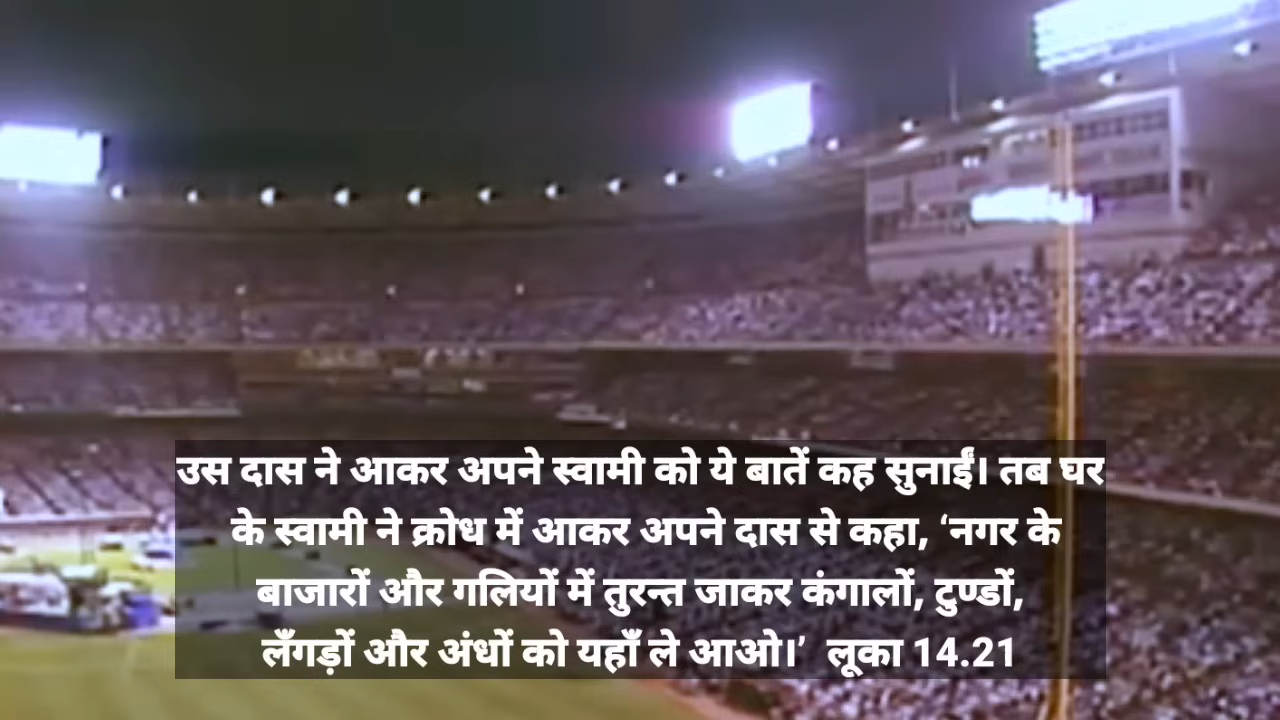 उस दास ने आकर अपने स्वामी को ये बातें कह सुनाईं। तब घर
के स्वामी ने क्रोध में आकर अपने दास से कहा, ‘नगर के
बाजारों और गलियों में तुरन्त जाकर कंगालों, टुण्डों,
लँगड़ों और अंधों को यहाँ ले आओ।’ लूका 14.21